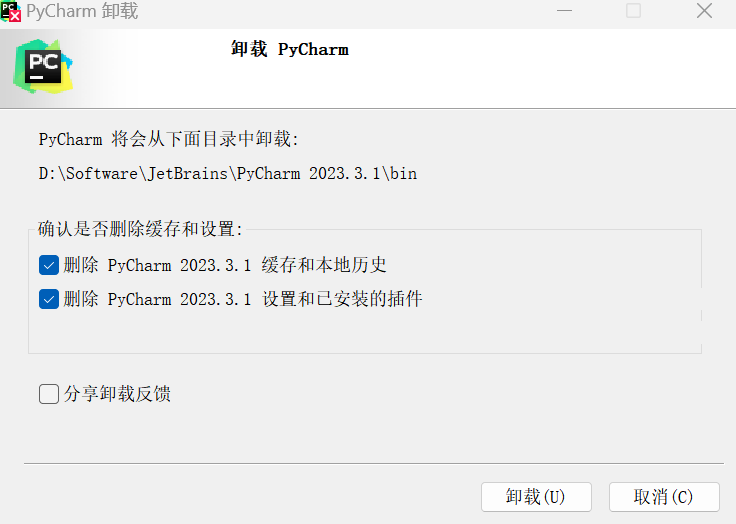 PyCharm 卸载
卸载 PyCharm
PC
PyCharm 将会从下面目录中卸载:
D:\Software\JetBrains\PyCharm 2023.3.1\bin
确认是否删除缓存和设置:
删除 PyCharm 2023.3.1 缓存和本地历史
删除 PyCharm 2023.3.1 设置和已安装的插件
分享卸载反馈
卸载(U) 取消(C)